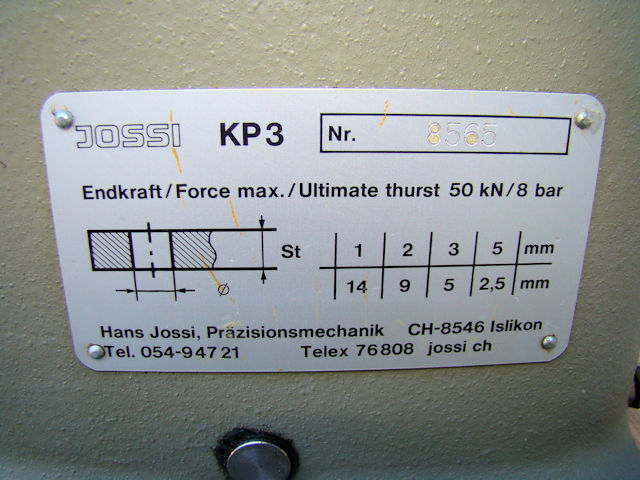 JOSSI KP3 Nr. 8565
Endkraft/Force max./Ultimate thurst 50 kN/8 bar
St 1 2 3 5 mm
ø 14 9 5 2,5 mm
Hans Jossi, Präzisionsmechanik CH-8546 Islikon
Tel. 054-9 47 21 Telex 76808 jossi ch